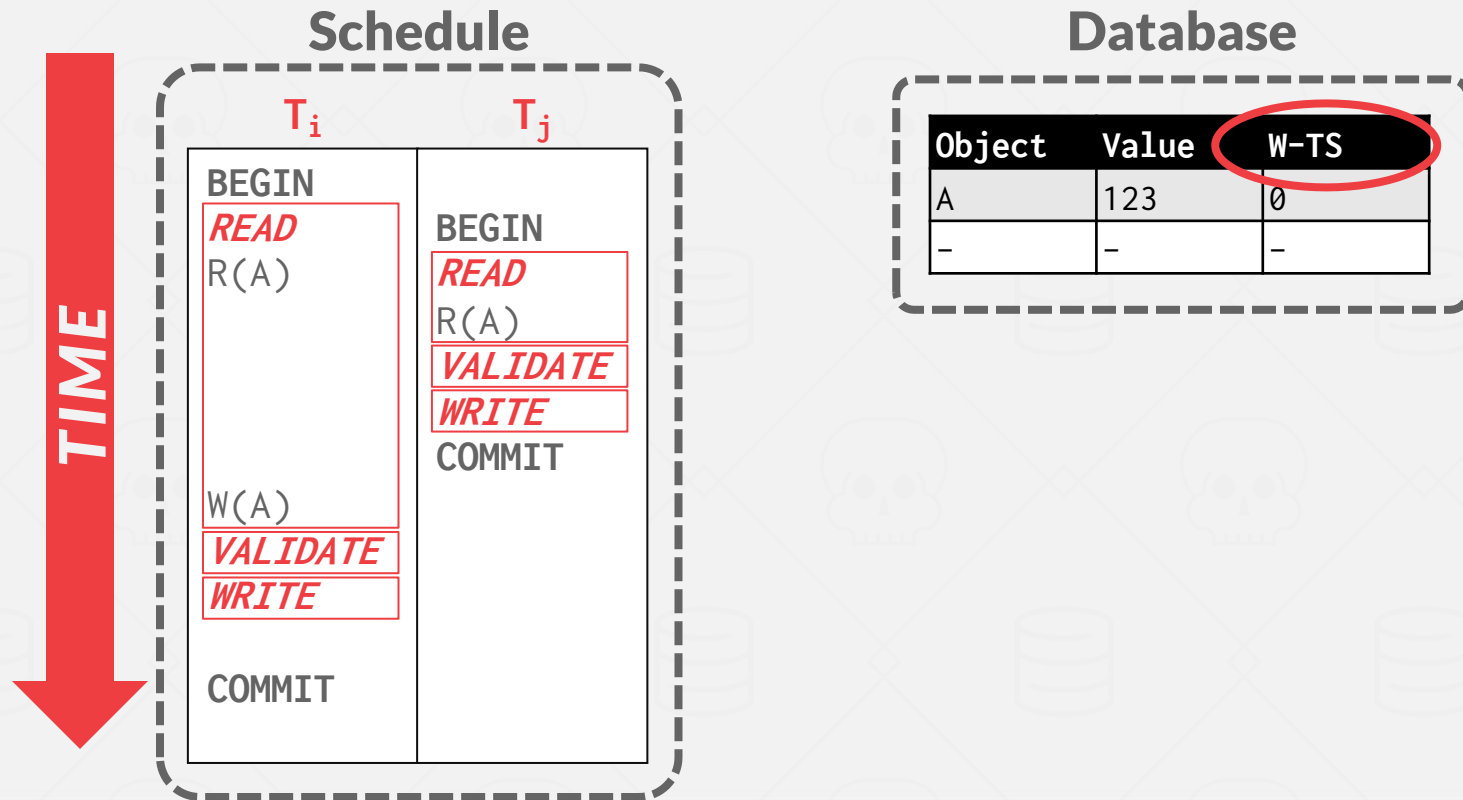 Schedule
Database
TIME
Ti
Tj
BEGIN
READ
R(A)
W(A)
VALIDATE
WRITE
COMMIT
BEGIN
READ
R(A)
VALIDATE
WRITE
COMMIT
Object Value W-TS
A 123 0
- - -